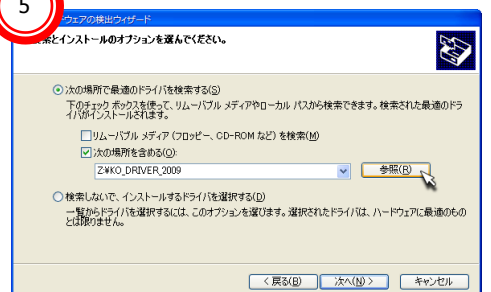 5
ードウェアの検出ウィザード
索とインストールのオプションを選んでください。
次の場所で最適のドライバを検索する(S)
下のチェック ボックスを使って、リムーバブル メディアやローカル パスから検索できます。検索された最適のドラ
イバがインストールされます。
リムーバブル メディア (フロッピー、CD-ROM など) を検索(M)
次の場所を含める(O):
Z:¥KO_DRIVER_2009
参照(R)
検索しないで、インストールするドライバを選択する(D)
一覧からドライバを選択するには、このオプションを選びます。選択されたドライバは、ハードウェアに最適のもの
とは限りません。
< 戻る(B)
次へ(N) >
キャンセル